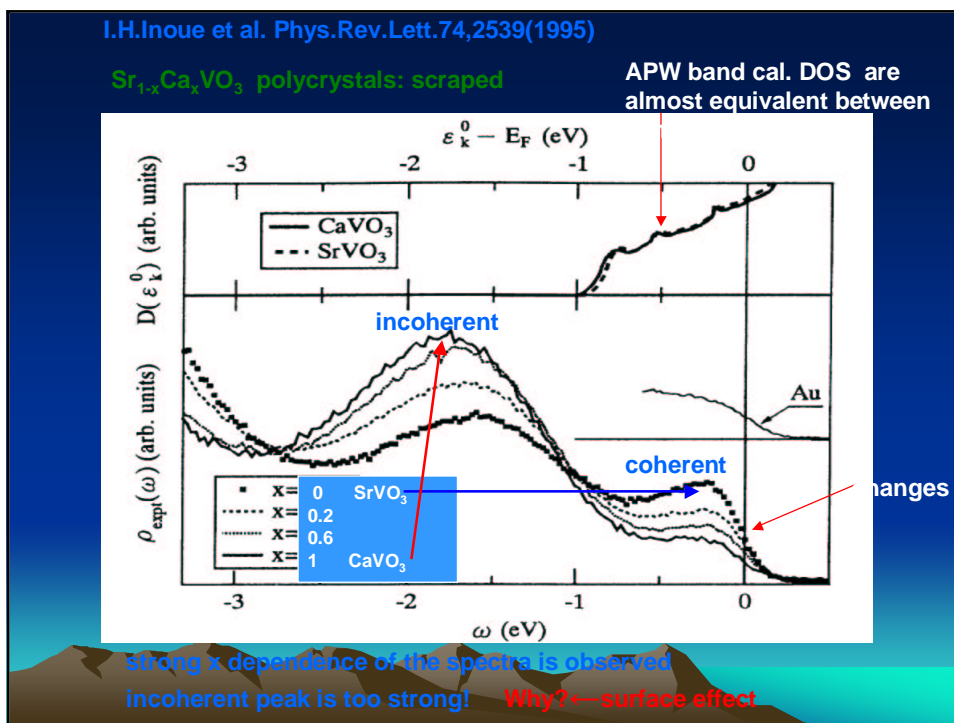 I.H.Inoue et al. Phys.Rev.Lett.74,2539(1995)
Sr1-xCaxVO3 polycrystals: scraped
APW band cal. DOS are
almost equivalent between
ε k 0 − EF (eV)
-3 -2 -1 0
D(ε k 0) (arb. units)
CaVO3
SrVO3
incoherent
Au
ρexpt(ω) (arb. units)
coherent
hanges
x= 0 SrVO3
x= 0.2
x= 0.6
x= 1 CaVO3
-3 -2 -1 0
ω (eV)
strong x dependence of the spectra is observed
incoherent peak is too strong! Why?←surface effect